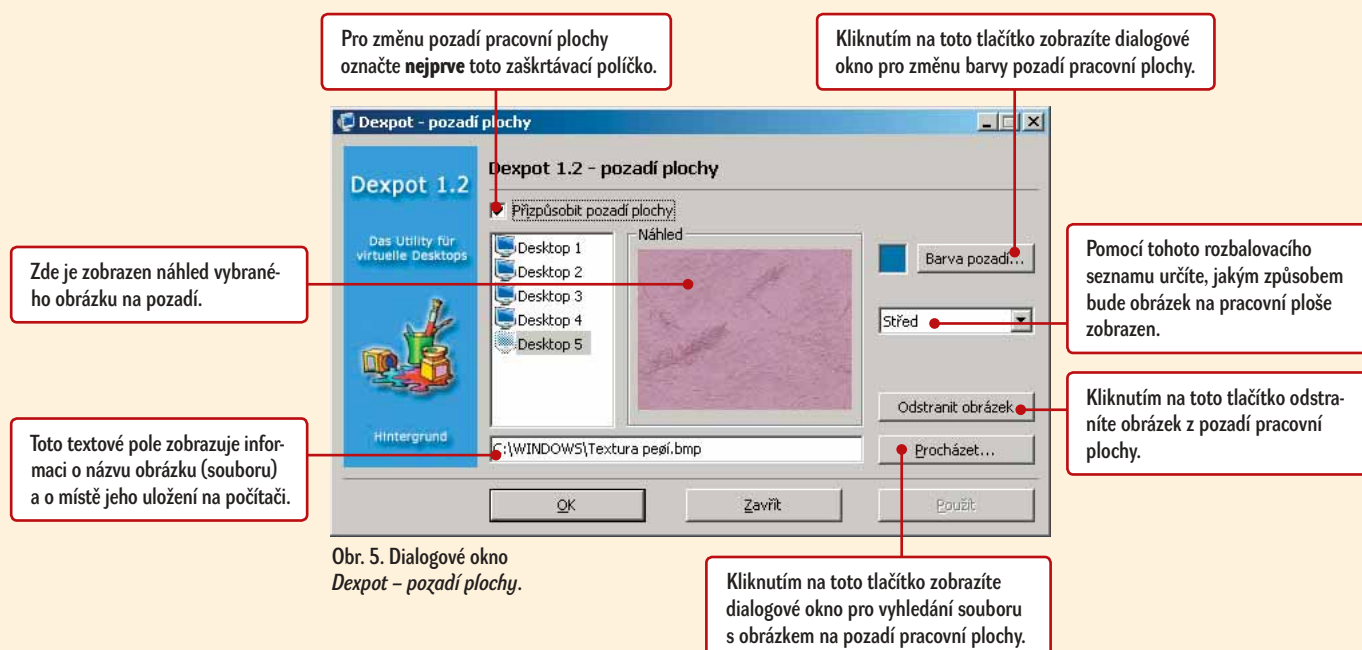 Pro změnu pozadí pracovní plochy
označte nejprve toto zaškrtávací políčko.
Kliknutím na toto tlačítko zobrazíte dialogové
okno pro změnu barvy pozadí pracovní plochy.
Dexpot - pozadí plochy
Dexpot 1.2
Das Utility für
virtuelle Desktops
Hintergrund
Dexpot 1.2 - pozadí plochy
Přizpůsobit pozadí plochy
Desktop 1
Desktop 2
Desktop 3
Desktop 4
Desktop 5
Náhled
Barva pozadí...
Střed
Odstranit obrázek
C:\WINDOWS\Textura peøí.bmp
Procházet...
OK
Zavřít
Použít
Zde je zobrazen náhled vybrané-
ho obrázku na pozadí.
Toto textové pole zobrazuje infor-
maci o názvu obrázku (souboru)
a o místě jeho uložení na počítači.
Pomocí tohoto rozbalovacího
seznamu určíte, jakým způsobem
bude obrázek na pracovní ploše
zobrazen.
Kliknutím na toto tlačítko odstra-
níte obrázek z pozadí pracovní
plochy.
Obr. 5. Dialogové okno
Dexpot – pozadí plochy.
Kliknutím na toto tlačítko zobrazíte
dialogové okno pro vyhledání souboru
s obrázkem na pozadí pracovní plochy.